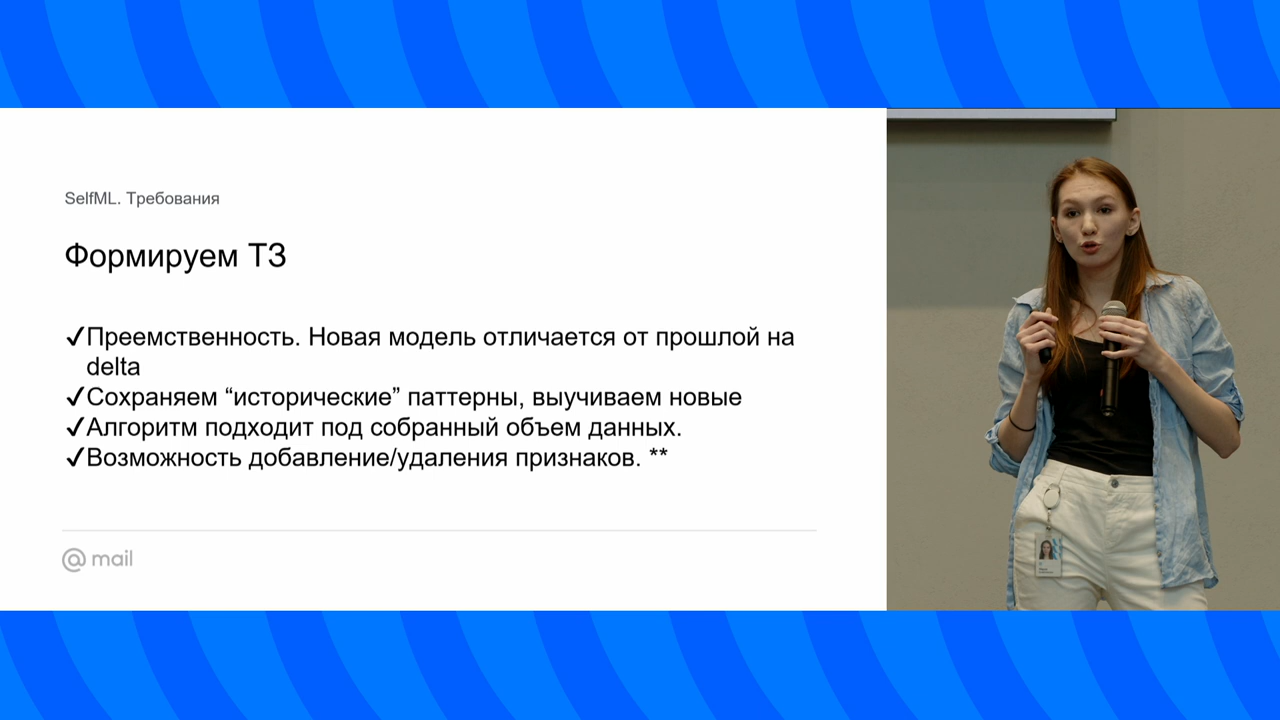 SelfML. Требования
Формируем ТЗ
✓Преемственность. Новая модель отличается от прошлой на
delta
✓Сохраняем “исторические” паттерны, выучиваем новые
✓Алгоритм подходит под собранный объем данных.
✓Возможность добавление/удаления признаков. **
@ mail